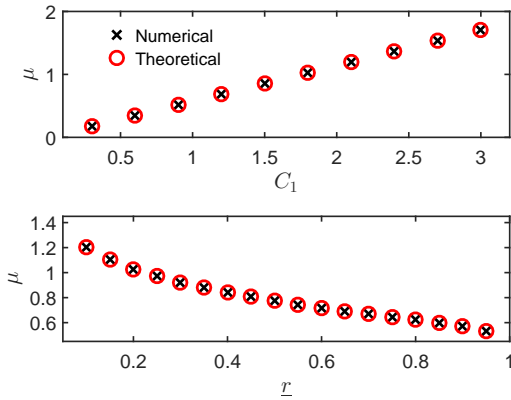 2
1
0
μ
× Numerical
○ Theoretical
0.5 1 1.5 2 2.5 3
C₁
1.4
1.2
1
0.8
0.6
μ
0.2 0.4 0.6 0.8 1
r